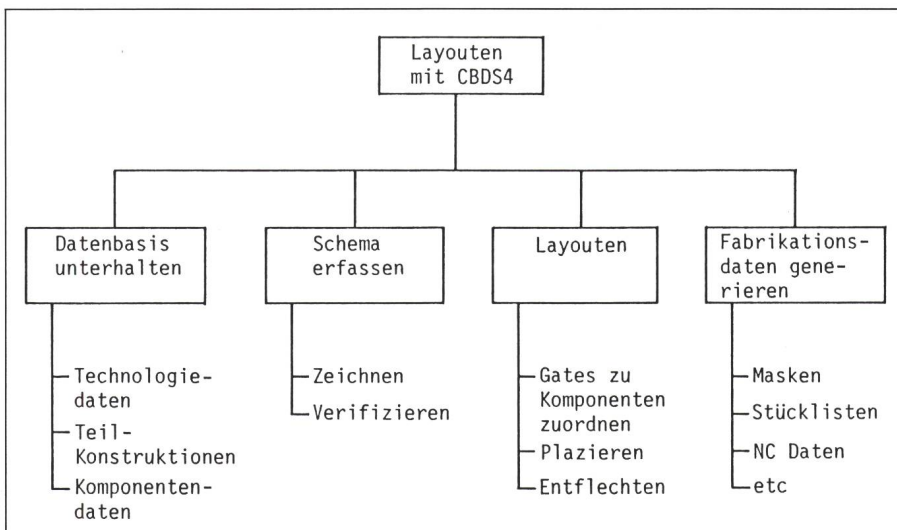 Layouten
mit CBDS4
Datenbasis
unterhalten
Technologie-
daten
Teil-
Konstruktionen
Komponenten-
daten
Schema
erfassen
Zeichnen
Verifizieren
Layouten
Gates zu
Komponenten
zuordnen
Plazieren
Entflechten
Fabrikations-
daten gene-
rieren
Masken
Stücklisten
NC Daten
etc